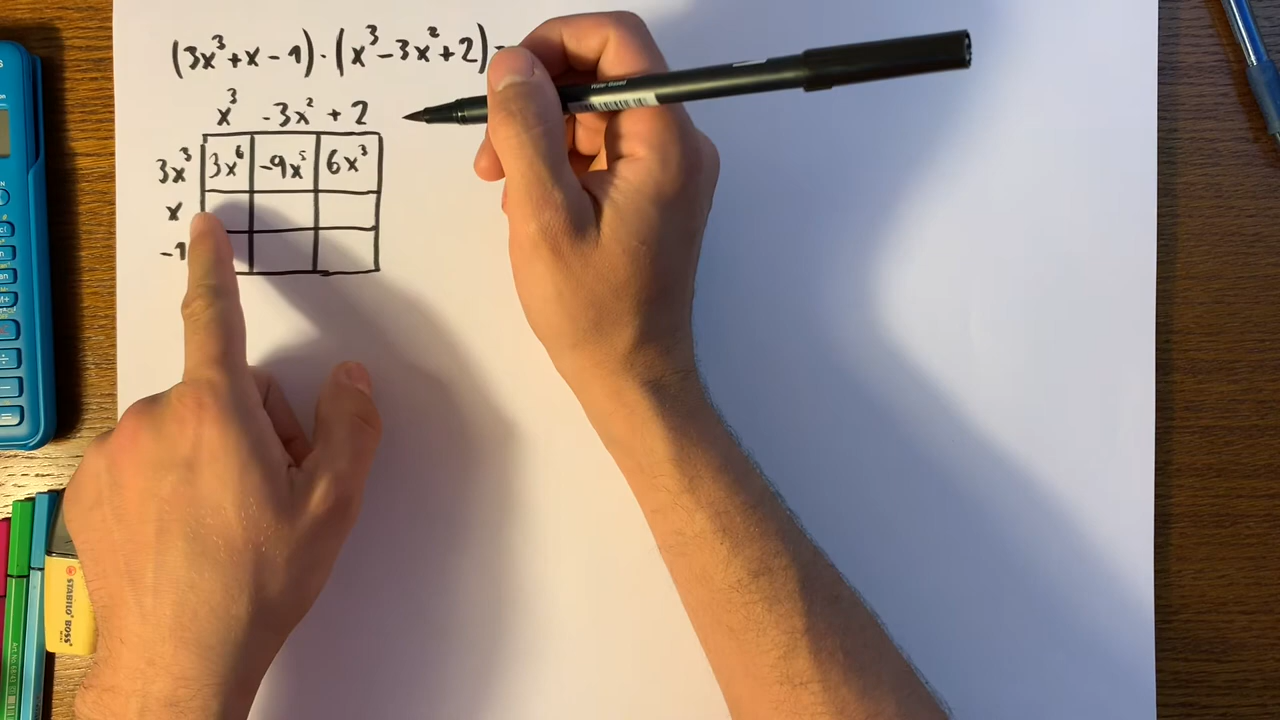 (3x³+x-1)·(x³-3x²+2)=
x³ -3x² +2
3x³ 3x⁶ -9x⁵ 6x³
x
-1
Water-Based
STABILO BOSS
M+